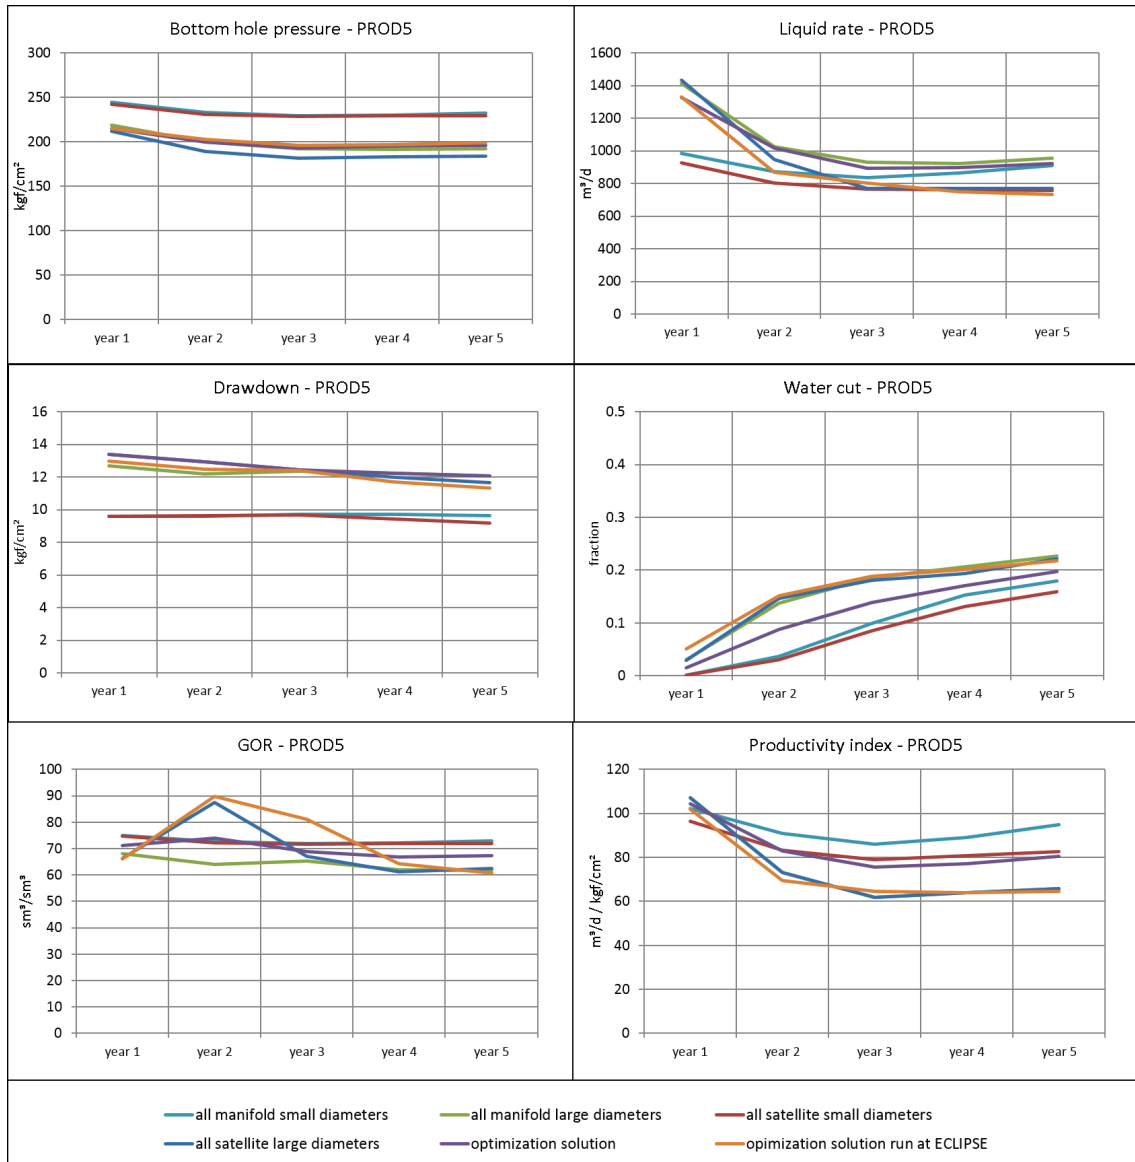 Bottom hole pressure - PROD5
300
250
200
150
100
50
0
kgf/cm²
year 1 year 2 year 3 year 4 year 5
Liquid rate - PROD5
1600
1400
1200
1000
800
600
400
200
0
m³/d
year 1 year 2 year 3 year 4 year 5
Drawdown - PROD5
16
14
12
10
8
6
4
2
0
kgf/cm²
year 1 year 2 year 3 year 4 year 5
Water cut - PROD5
0.5
0.4
0.3
0.2
0.1
0
fraction
year 1 year 2 year 3 year 4 year 5
GOR - PROD5
100
90
80
70
60
50
40
30
20
10
0
sm³/sm³
year 1 year 2 year 3 year 4 year 5
Productivity index - PROD5
120
100
80
60
40
20
0
m³/d / kgf/cm²
year 1 year 2 year 3 year 4 year 5
all manifold small diameters all manifold large diameters all satellite small diameters
all satellite large diameters optimization solution opimization solution run at ECLIPSE